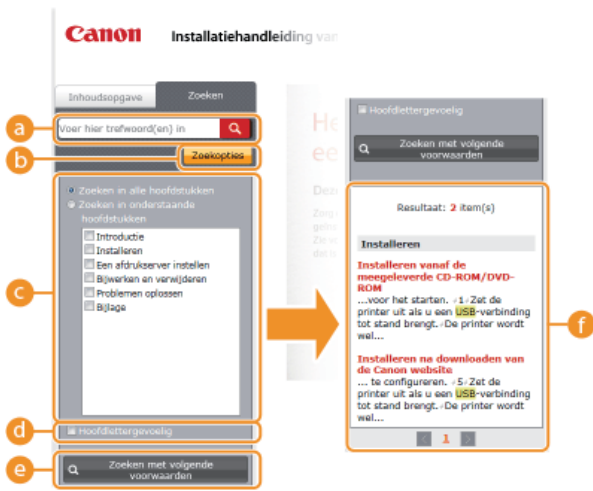 Canon
Installatiehandleiding van
Inhoudsopgave
Zoeken
a
Voer hier trefwoord(en) in
b
Zoekopties
c
Zoeken in alle hoofdstukken
Zoeken in onderstaande
hoofdstukken
Introductie
Installeren
Een afdrukserver instellen
Bijwerken en verwijderen
Problemen oplossen
Bijlage
d
Hoofdlettergevoelig
e
Zoeken met volgende
voorwaarden
He
ee
Deze
Hoofdlettergevoelig
Zoeken met volgende
voorwaarden
f
Resultaat: 2 item(s)
Installeren
Installeren vanaf de
meegeleverde CD-ROM/DVD-
ROM
...voor het starten. 1 Zet de
printer uit als u een USB-verbinding
tot stand brengt. De printer wordt
wel...
Installeren na downloaden van
de Canon website
... te configureren. 5 Zet de
printer uit als u een USB-verbinding
tot stand brengt. De printer wordt
wel...
1